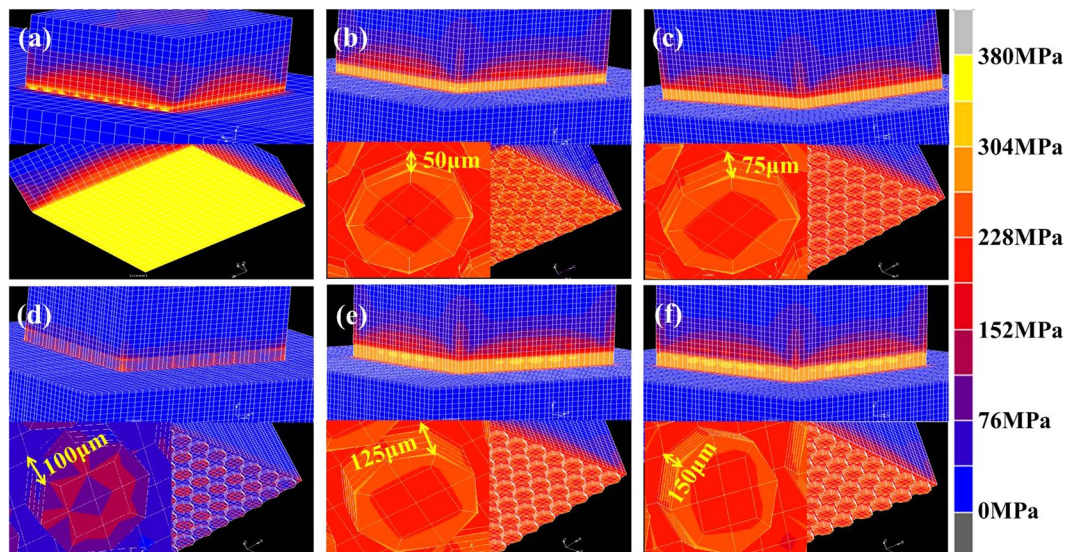 (a)
(b)
(c)
50μm
75μm
(d)
(e)
(f)
100μm
125μm
150μm
380MPa
304MPa
228MPa
152MPa
76MPa
0MPa